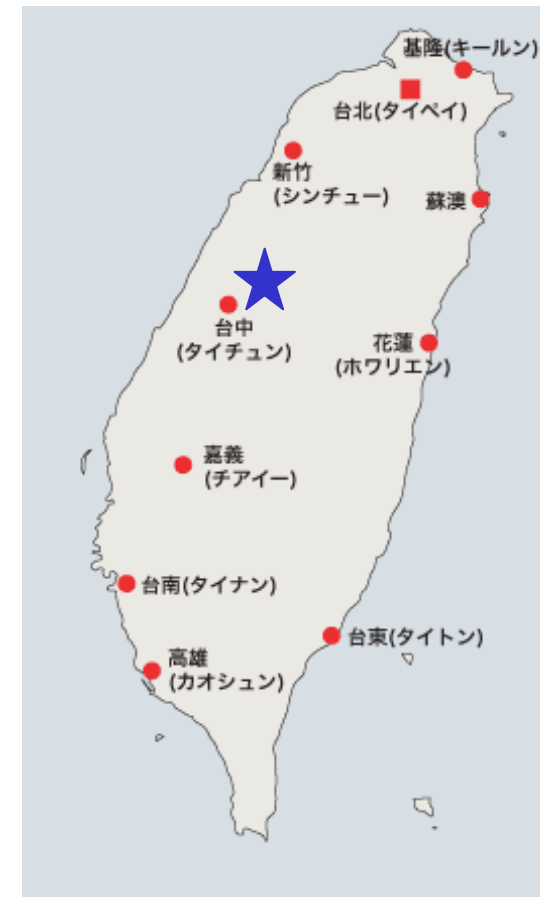 基隆(キールン)
台北(タイペイ)
新竹
(シンチュー)
蘇澳
台中
(タイチュン)
花蓮
(ホワリエン)
嘉義
(チアイー)
台南(タイナン)
台東(タイトン)
高雄
(カオシュン)